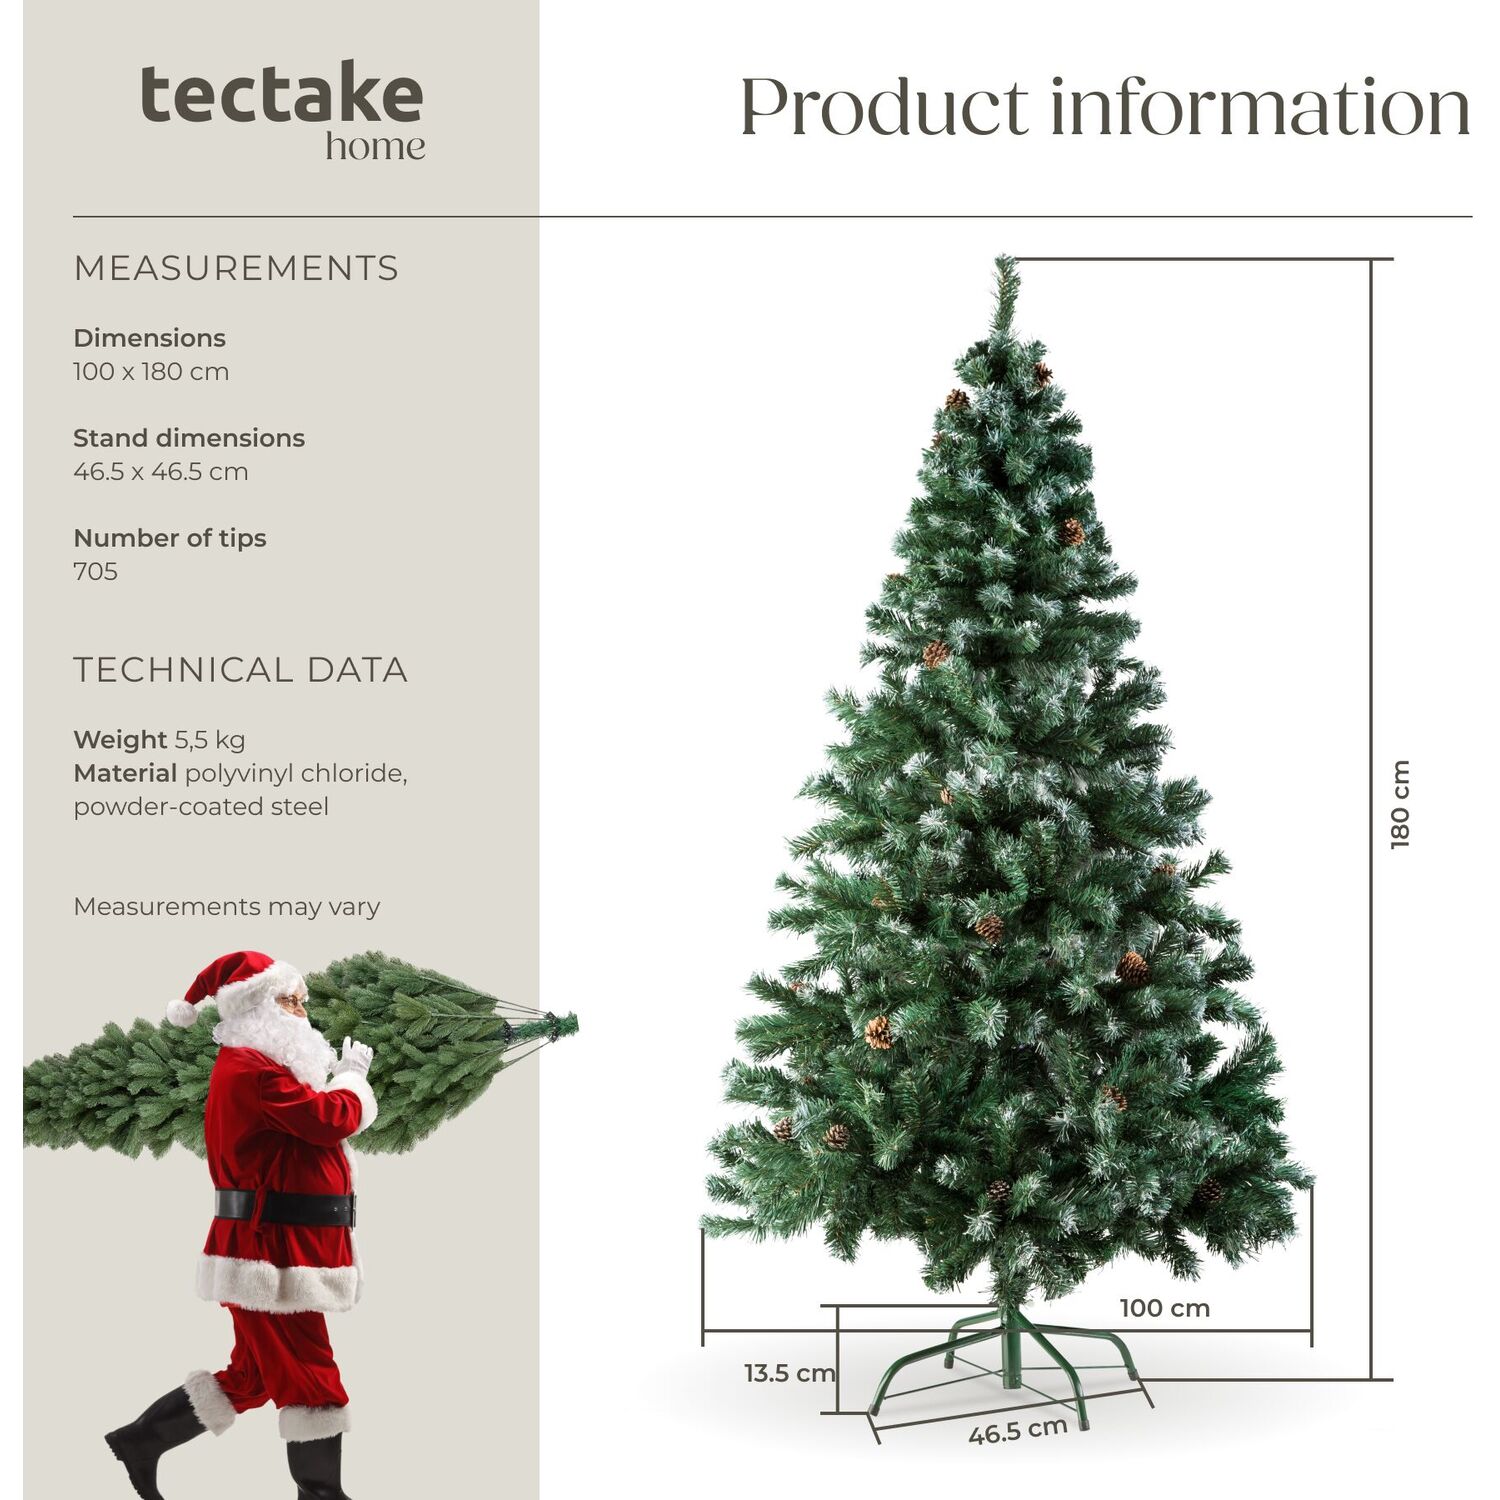 tectake
home
Product information
MEASUREMENTS
Dimensions
100 x 180 cm
Stand dimensions
46.5 x 46.5 cm
Number of tips
705
TECHNICAL DATA
Weight 5,5 kg
Material polyvinyl chloride,
powder-coated steel
Measurements may vary
180 cm
100 cm
13.5 cm
46.5 cm